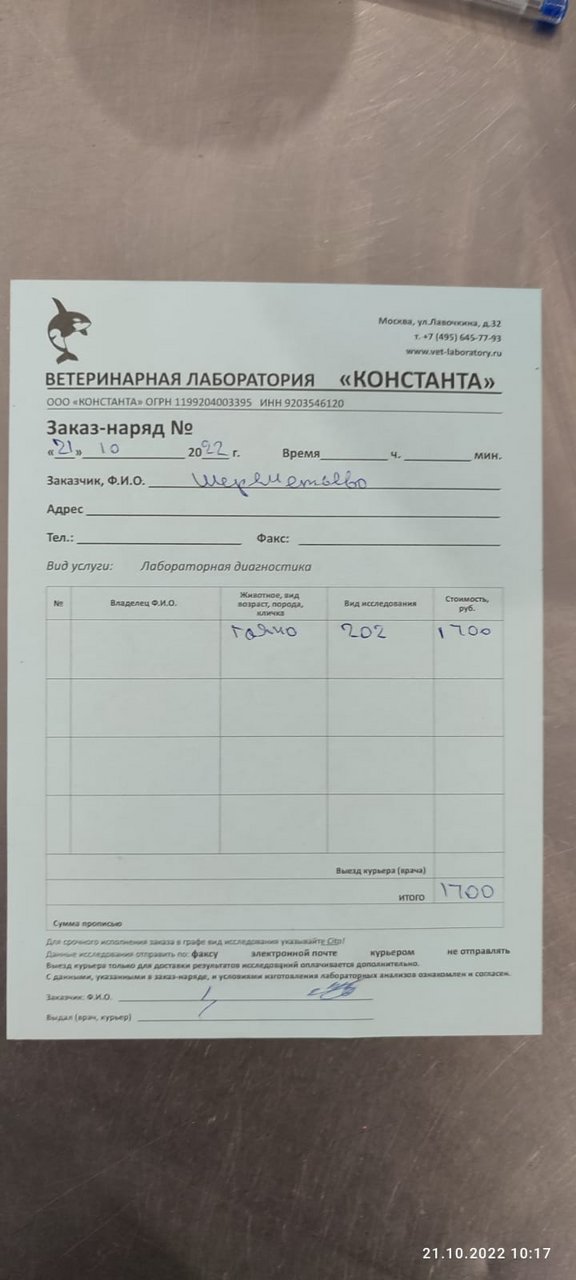 Москва, ул.Лавочкина, д.32
т. +7 (495) 645-77-93
www.vet-laboratory.ru
ВЕТЕРИНАРНАЯ ЛАБОРАТОРИЯ «КОНСТАНТА»
ООО «КОНСТАНТА» ОГРН 1199204003395 ИНН 9203546120
Заказ-наряд №
«21» 10 2022 г. Время ч. мин.
Заказчик, Ф.И.О. Шереметьево
Адрес
Тел.: Факс:
Вид услуги: Лабораторная диагностика
№ Владелец Ф.И.О. Животное, вид возраст, порода, кличка Вид исследования Стоимость, руб.
202 1700
Выезд курьера (врача)
ИТОГО 1700
Сумма прописью
Для срочного исполнения заказа в графе вид исследования указывайте Cito!
Данные исследования отправить по: факсу электронной почте курьером не отправлять
Выезд курьера только для доставки результатов исследований оплачивается дополнительно.
С данными, указанными в заказ-наряде, и условиями изготовления лабораторных анализов ознакомлен и согласен.
Заказчик: Ф.И.О.
Выдал (врач, курьер)
21.10.2022 10:17